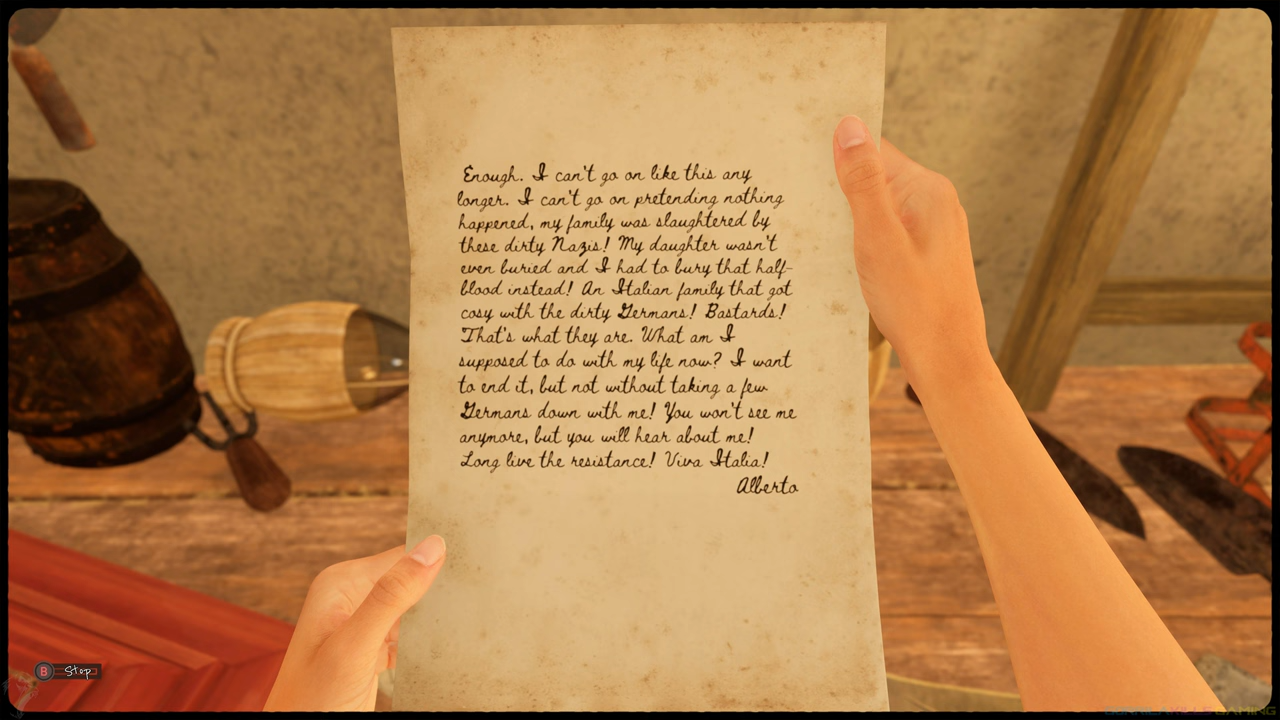 Enough. I can't go on like this any
longer. I can't go on pretending nothing
happened, my family was slaughtered by
these dirty Nazis! My daughter wasn't
even buried and I had to bury that half-
blood instead! An Italian family that got
cosy with the dirty Germans! Bastards!
That's what they are. What am I
supposed to do with my life now? I want
to end it, but not without taking a few
Germans down with me! You won't see me
anymore, but you will hear about me!
Long live the resistance! Viva Italia!
Alberto
B Stop